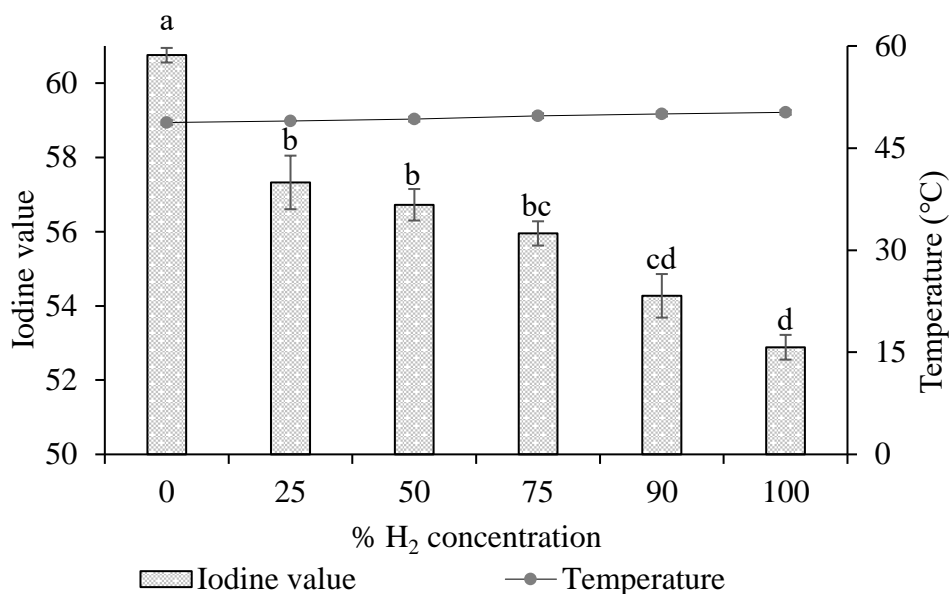 a
b
b
bc
cd
d
60
58
56
54
52
50
Iodine value
60
45
30
15
0
Temperature (°C)
0 25 50 75 90 100
% H₂ concentration
Iodine value Temperature